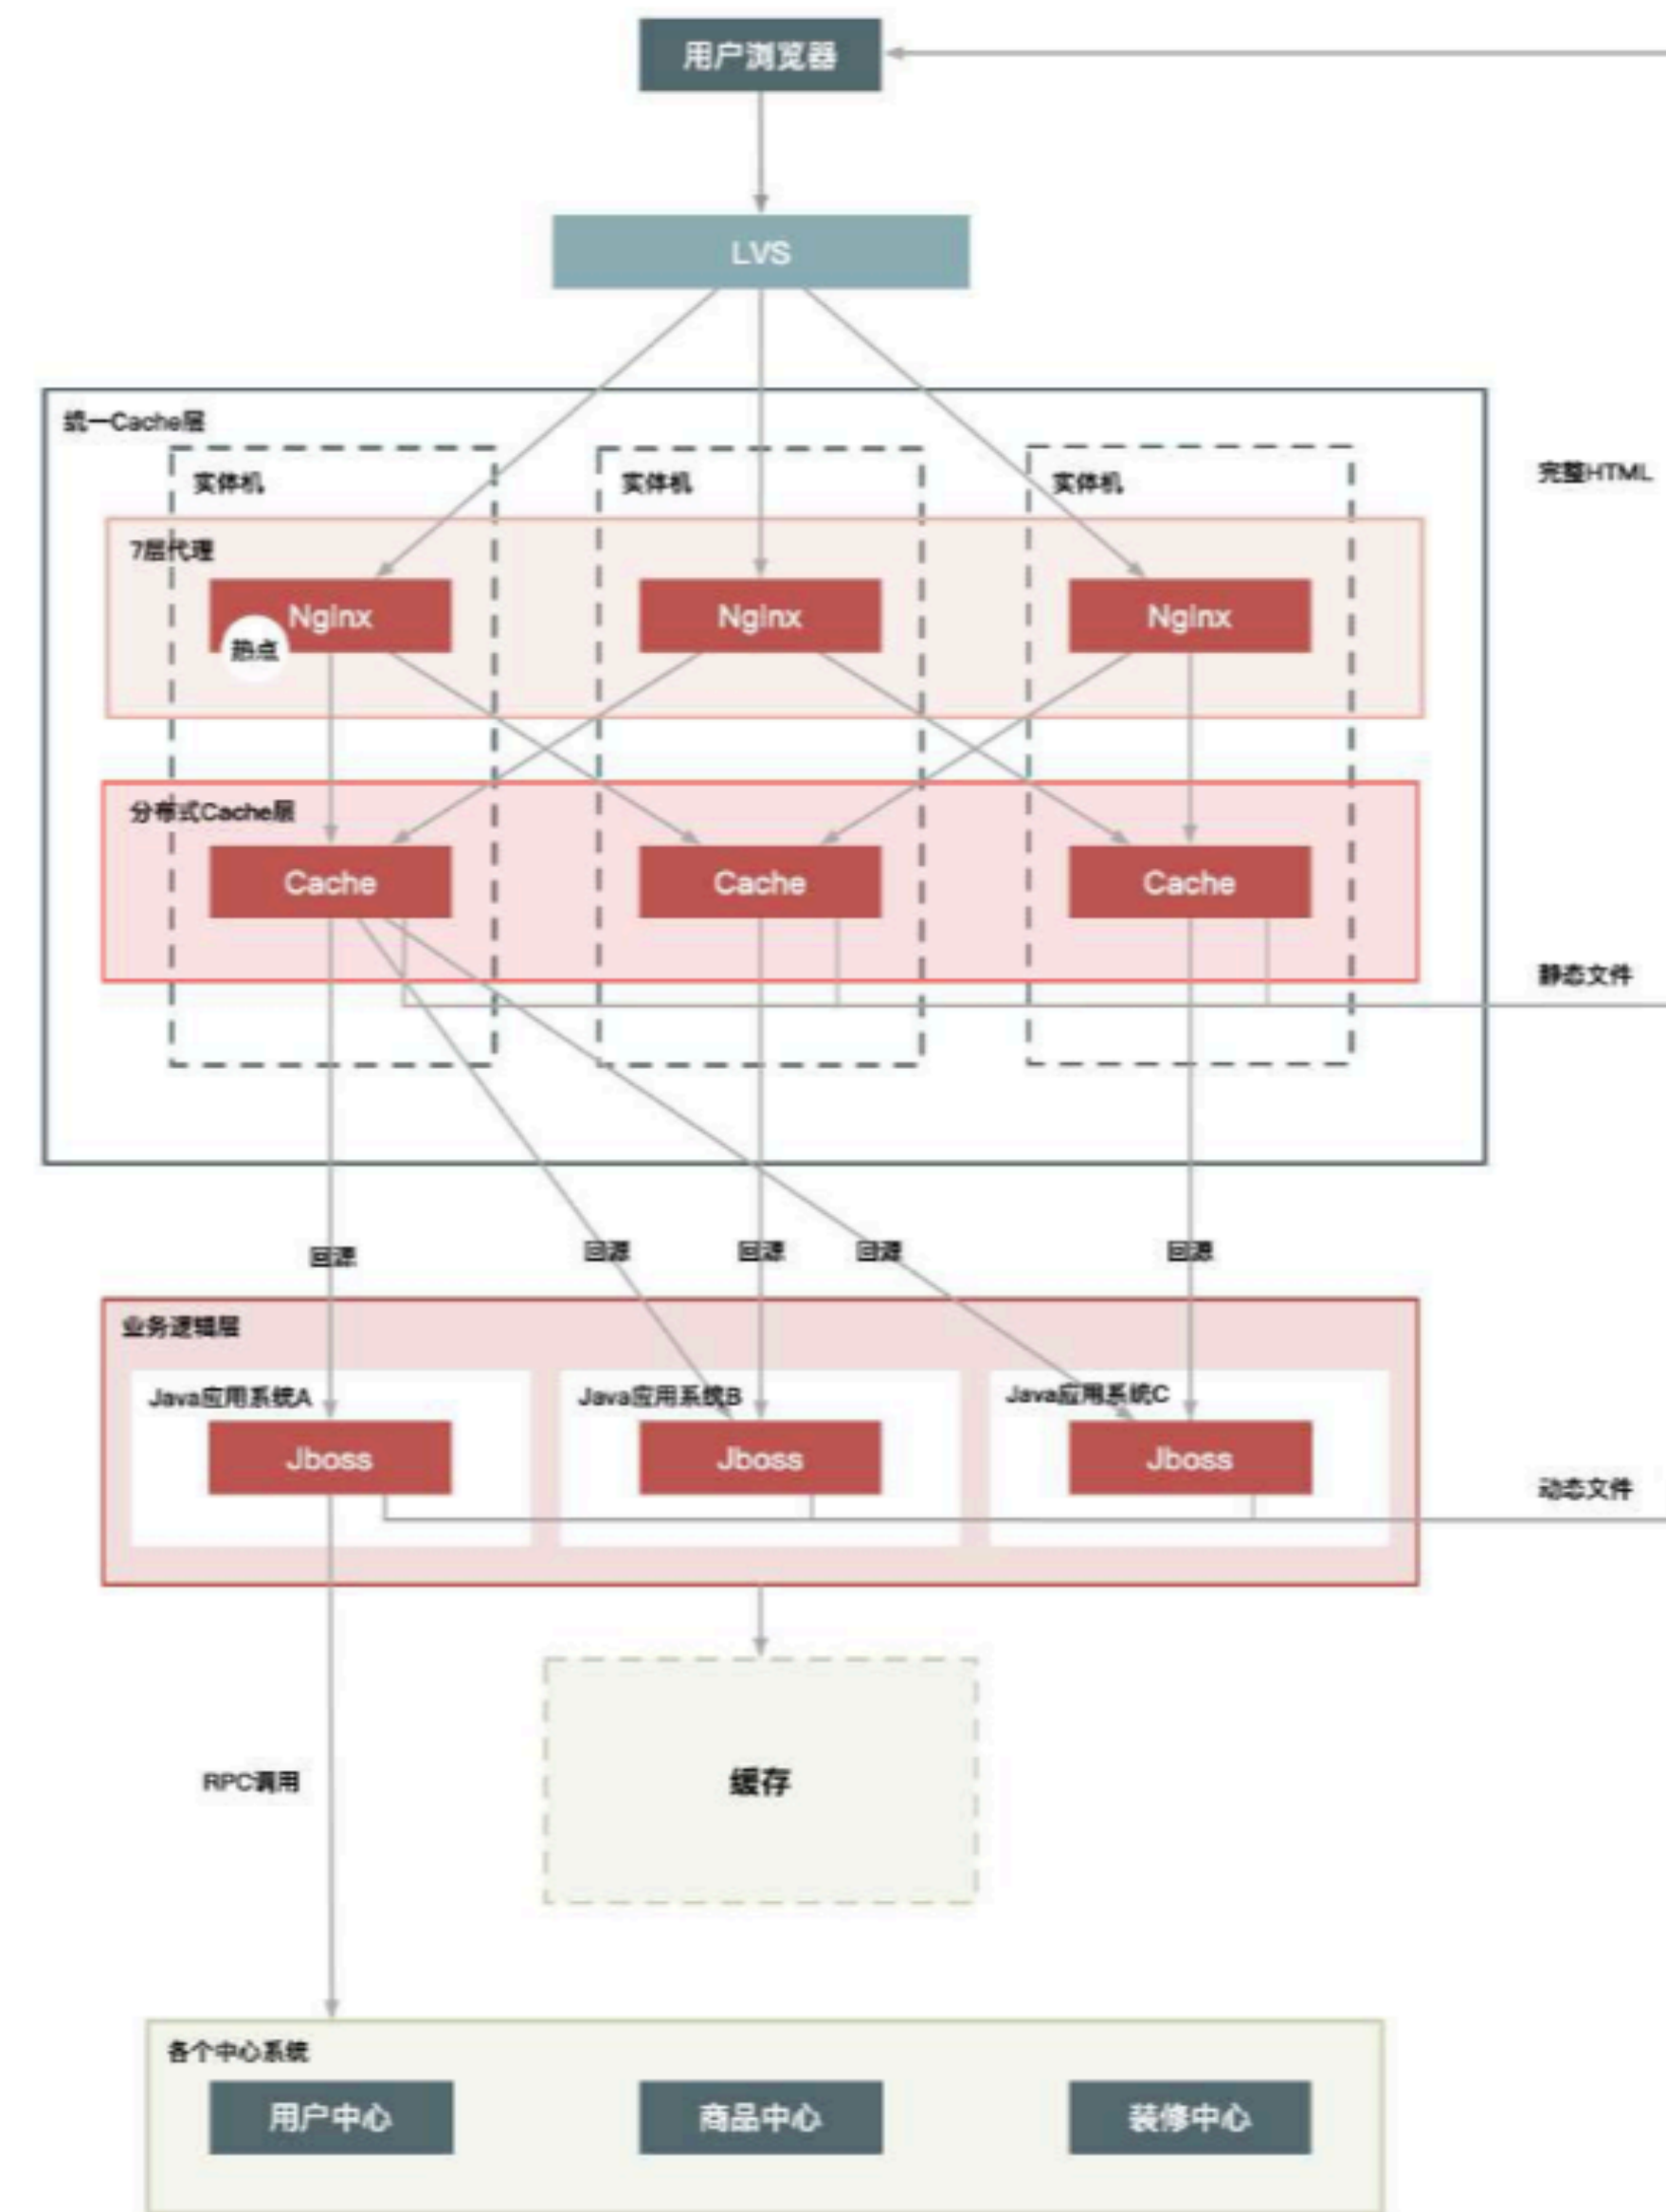 用户浏览器
LVS
统一Cache层
实体机
实体机
实体机
完整HTML
7层代理
Nginx
Nginx
Nginx
热点
分布式Cache层
Cache
Cache
Cache
静态文件
回源
回源
回源
回源
回源
业务逻辑层
Java应用系统A
Java应用系统B
Java应用系统C
Jboss
Jboss
Jboss
动态文件
缓存
RPC调用
各个中心系统
用户中心
商品中心
装修中心